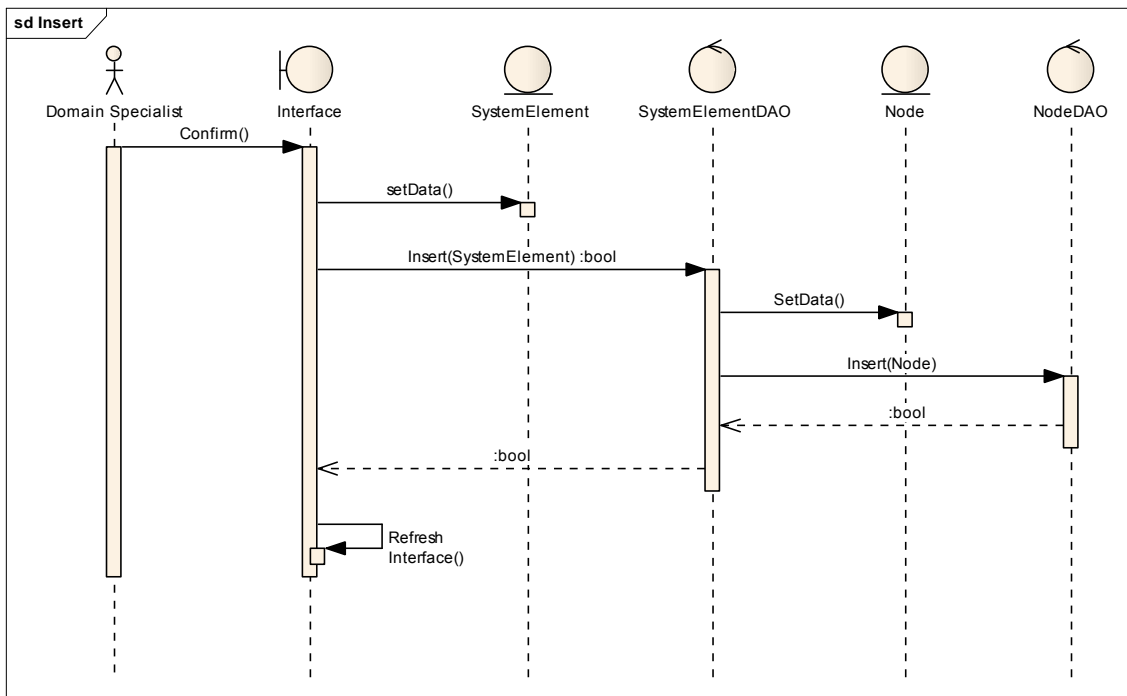 sd Insert
Domain Specialist
Interface
SystemElement
SystemElementDAO
Node
NodeDAO
Confirm()
setData()
Insert(SystemElement) :bool
SetData()
Insert(Node)
:bool
:bool
Refresh
Interface()